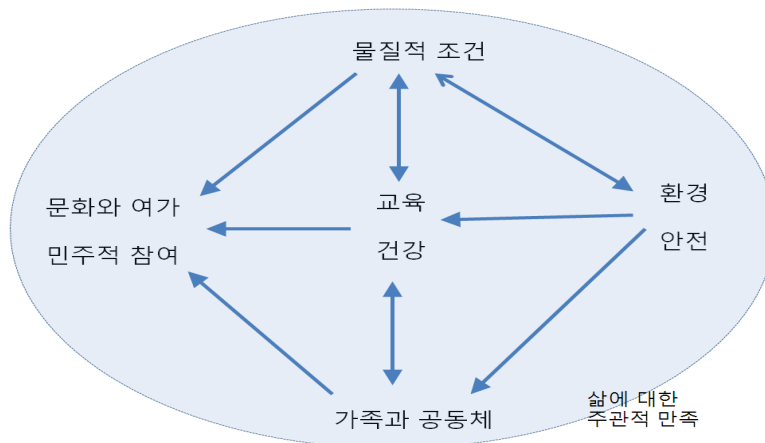 물질적 조건
문화와 여가
민주적 참여
교육
건강
환경
안전
가족과 공동체
삶에 대한
주관적 만족